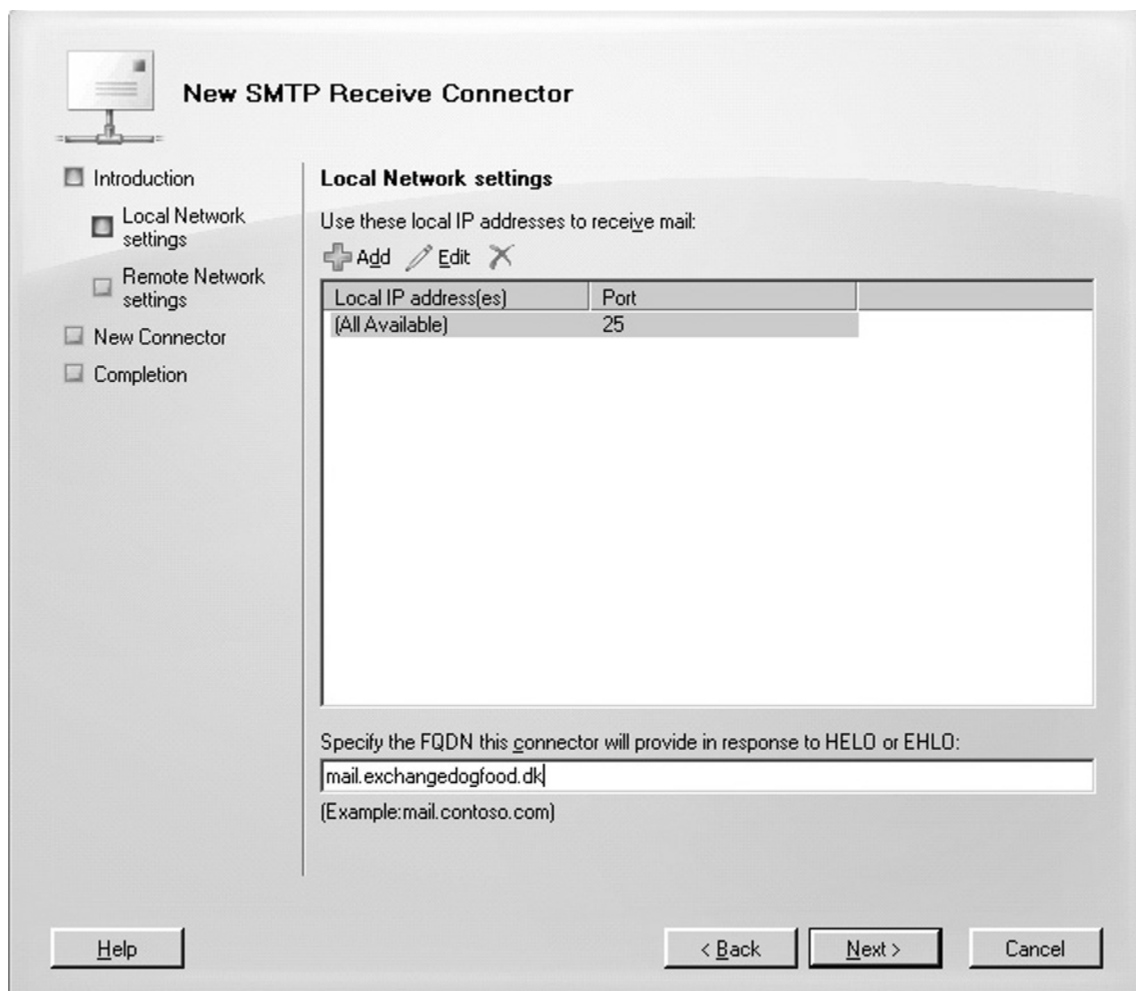 New SMTP Receive Connector
Introduction
Local Network
settings
Remote Network
settings
New Connector
Completion
Local Network settings
Use these local IP addresses to receive mail:
Add Edit
Local IP address(es) Port
(All Available) 25
Specify the FQDN this connector will provide in response to HELO or EHLO:
mail.exchangedogfood.dk
(Example:mail.contoso.com)
Help < Back Next > Cancel